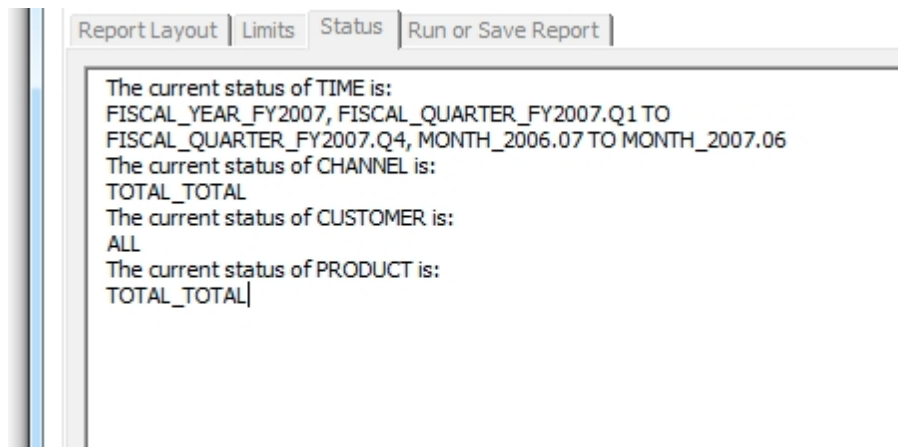 Report Layout Limits Status Run or Save Report
The current status of TIME is:
FISCAL_YEAR_FY2007, FISCAL_QUARTER_FY2007.Q1 TO
FISCAL_QUARTER_FY2007.Q4, MONTH_2006.07 TO MONTH_2007.06
The current status of CHANNEL is:
TOTAL_TOTAL
The current status of CUSTOMER is:
ALL
The current status of PRODUCT is:
TOTAL_TOTAL